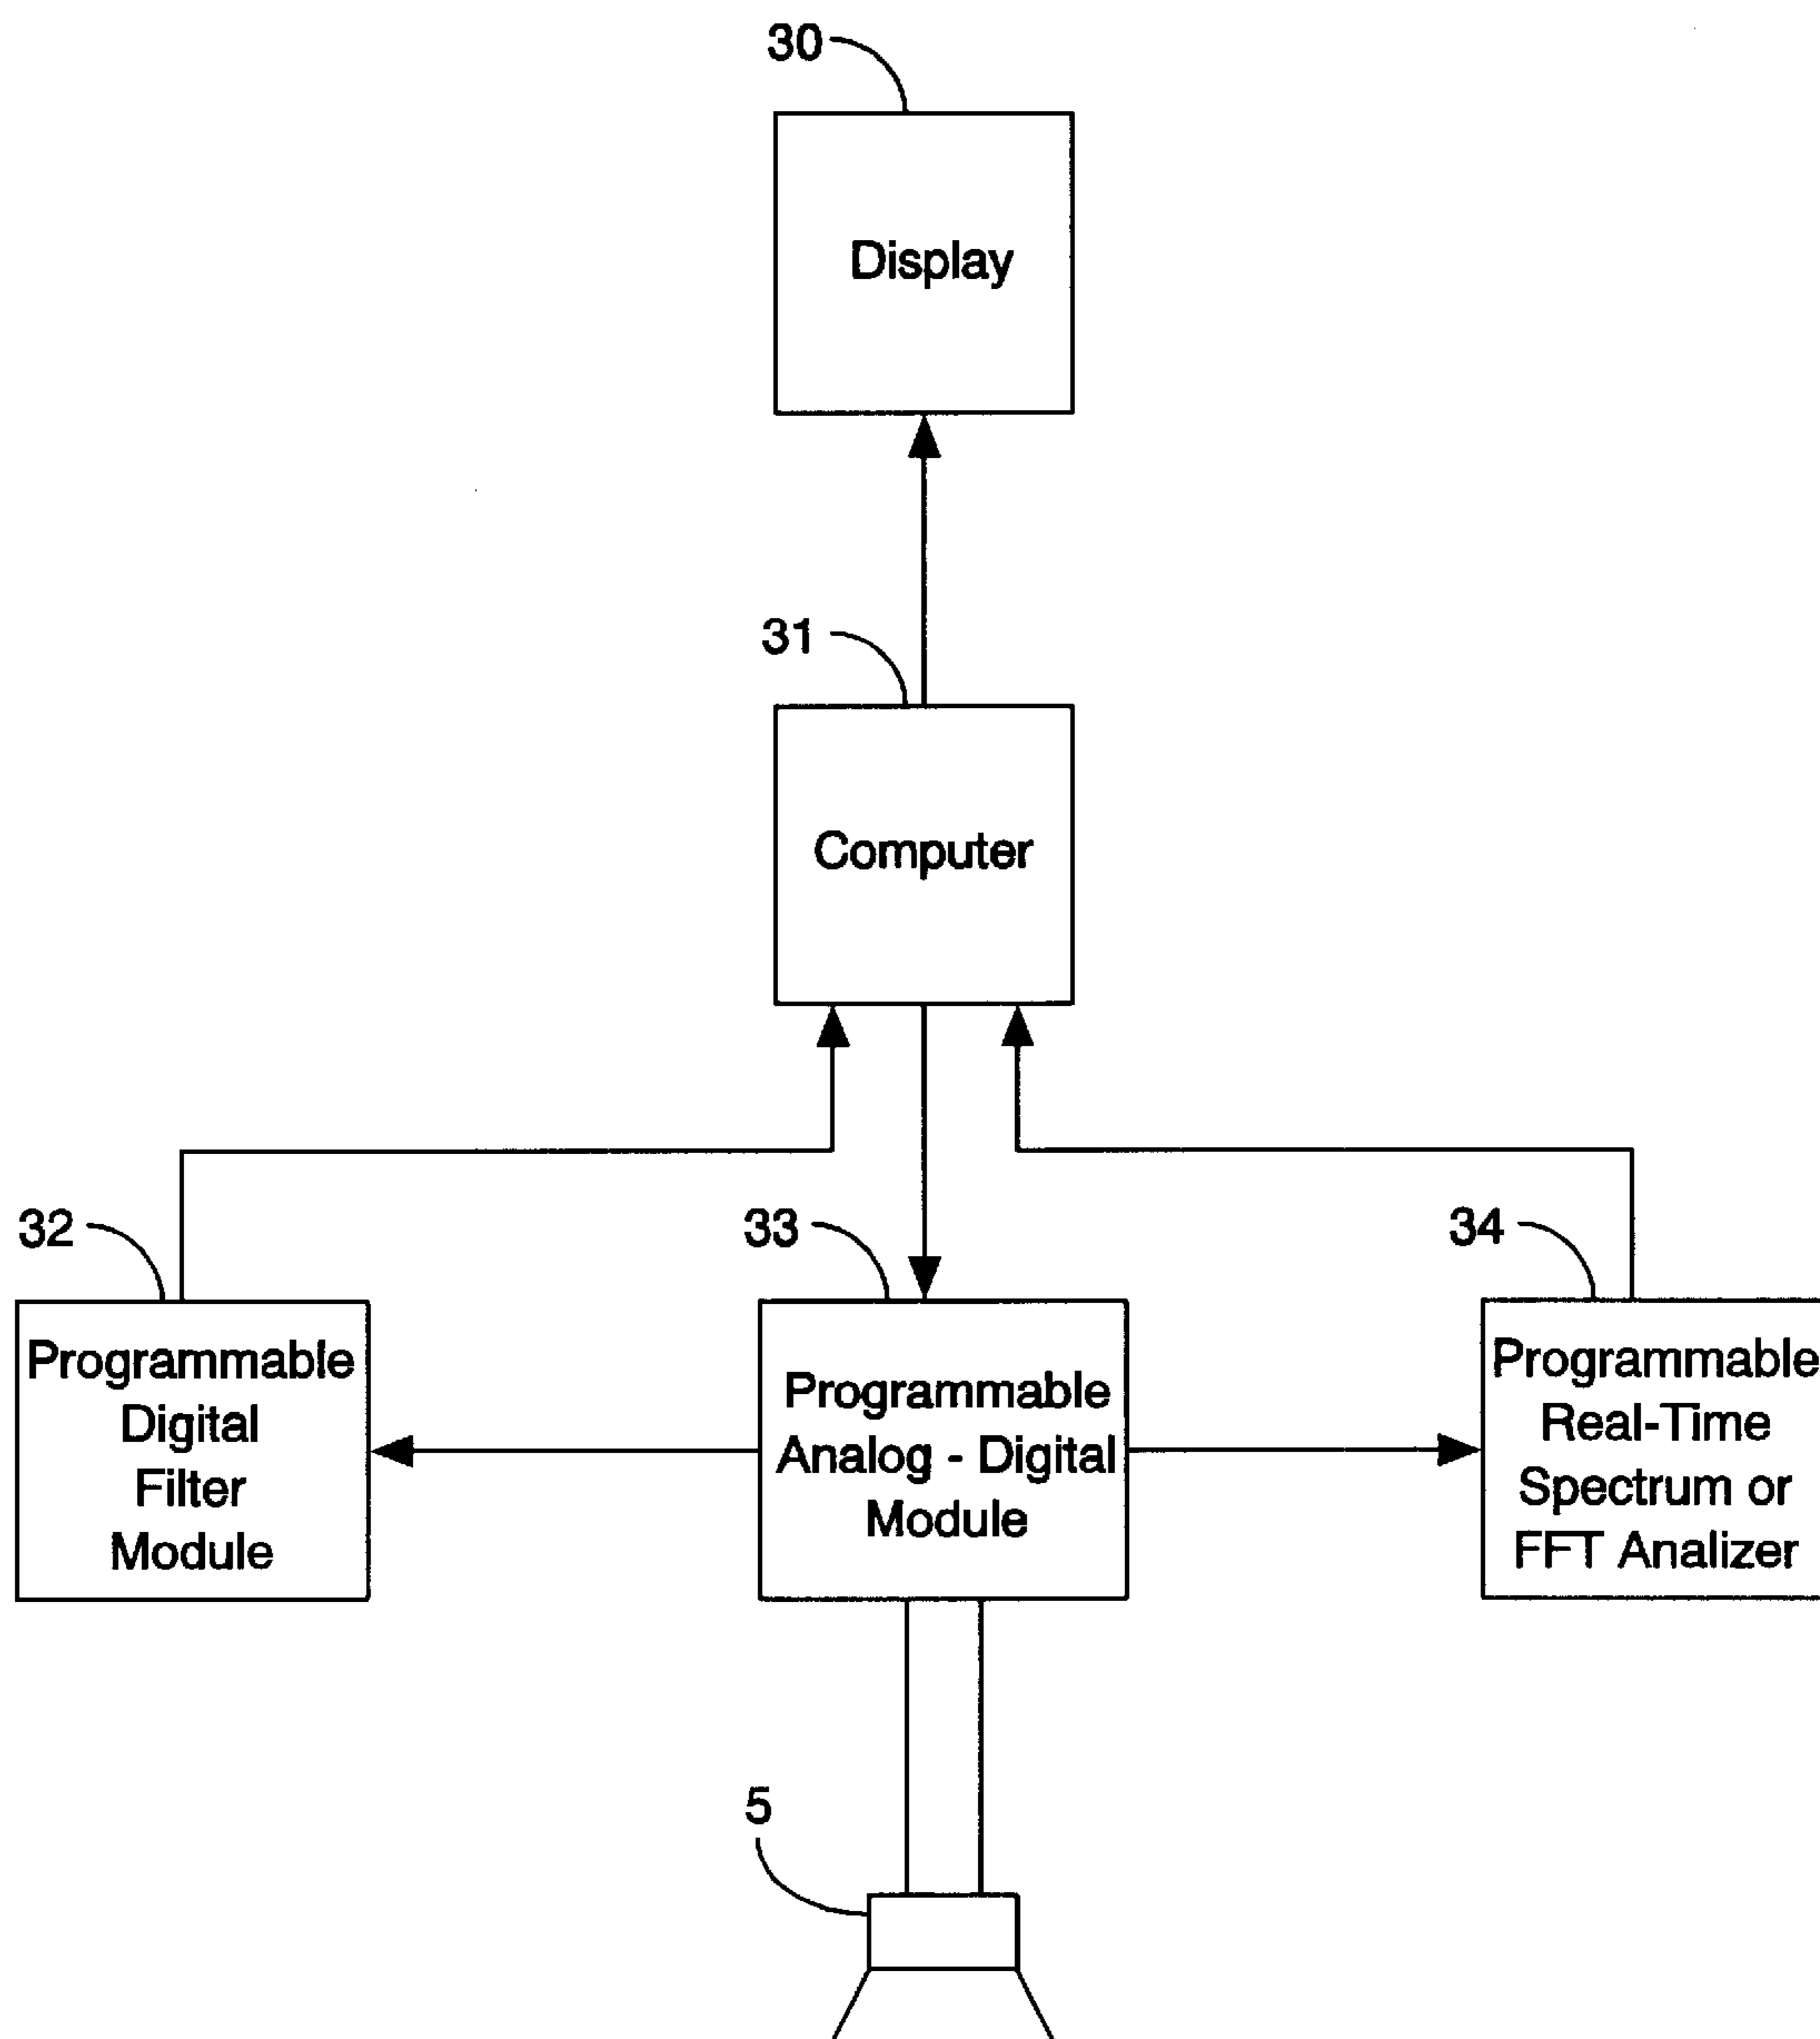 30
Display
31
Computer
32
33
34
Programmable
Digital
Filter
Module
Programmable
Analog - Digital
Module
Programmable
Real-Time
Spectrum or
FFT Analizer
5